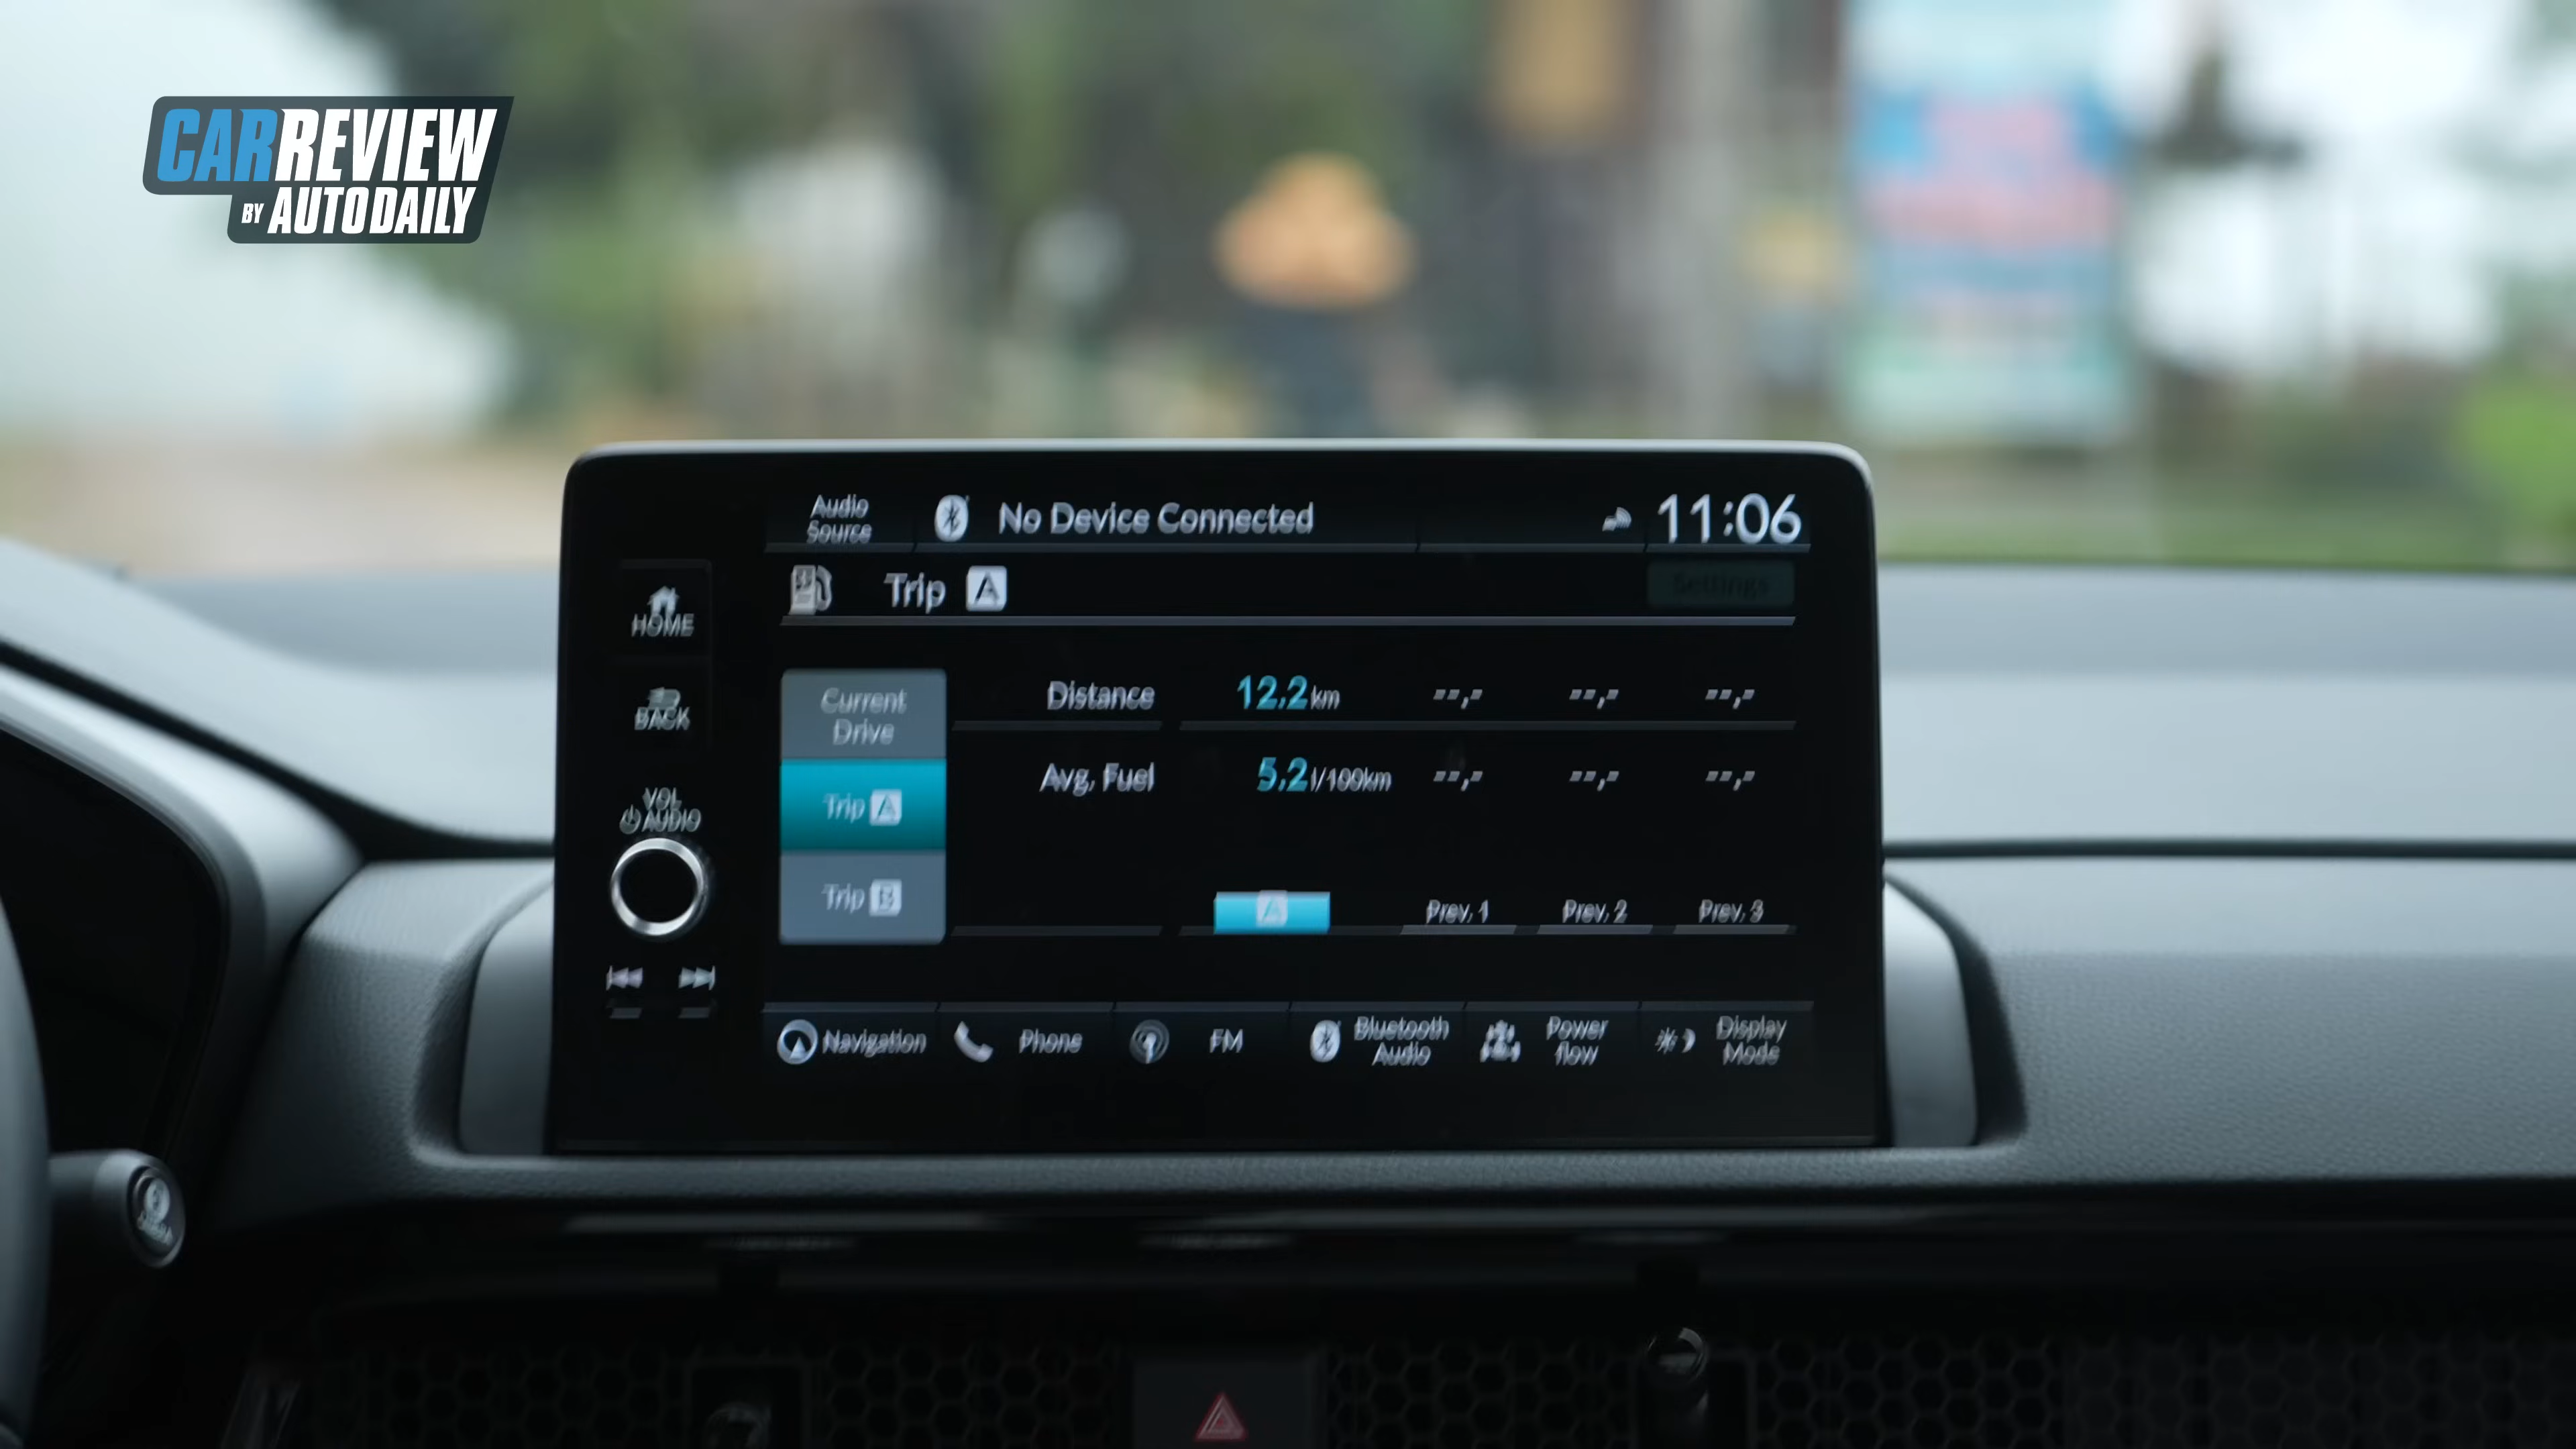 CARREVIEW
BY AUTODAILY
Audio Source
No Device Connected
11:06
Trip A
Settings
HOME
BACK
VOL
AUDIO
Current Drive
Trip A
Trip B
Distance 12.2 km --,- --,- --,-
Avg. Fuel 5.2 l/100km --,- --,- --,-
A Prev. 1 Prev. 2 Prev. 3
Navigation
Phone
FM
Bluetooth Audio
Power flow
Display Mode